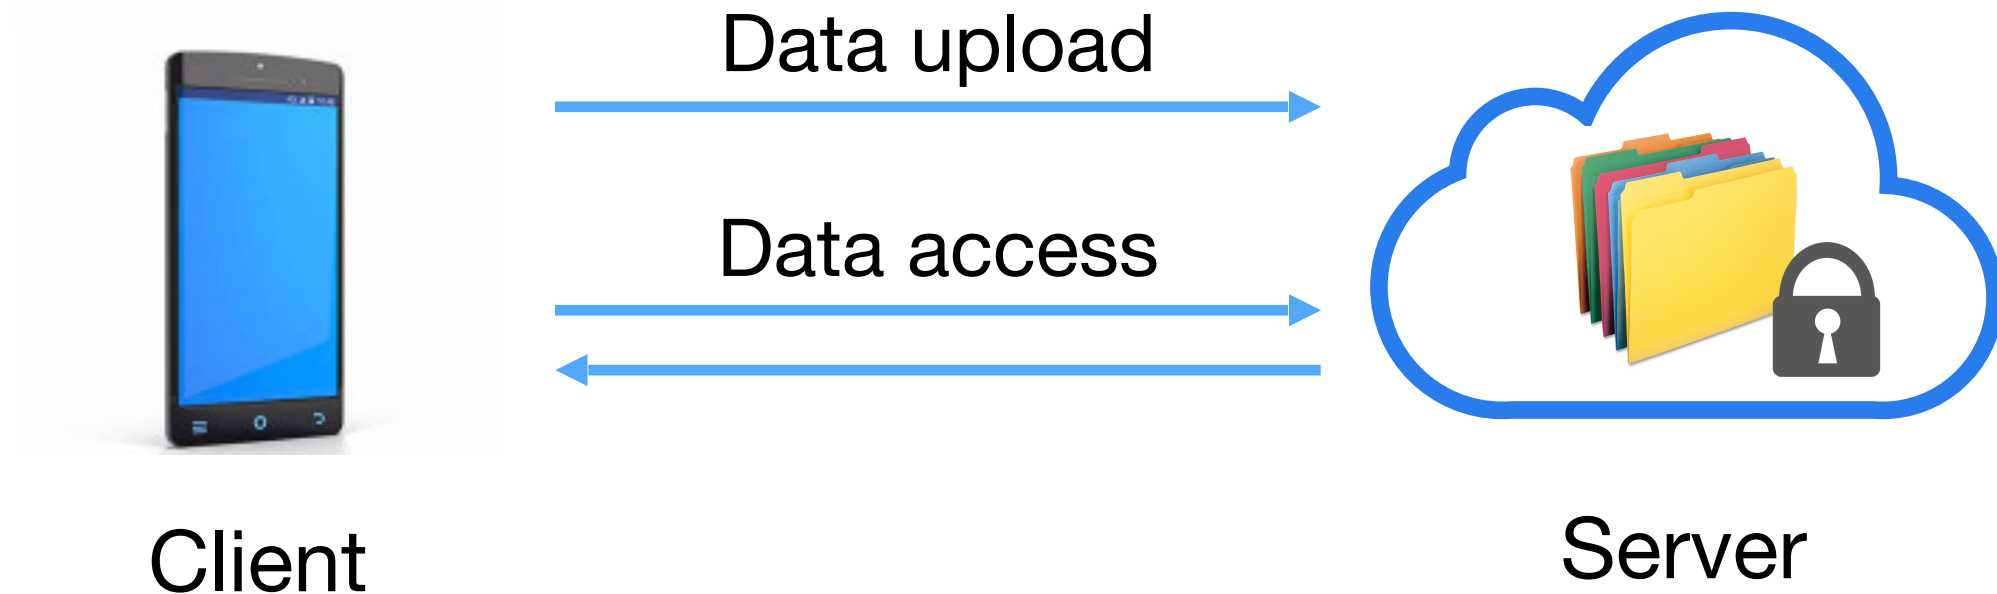 Data upload
Data access
Client
Server